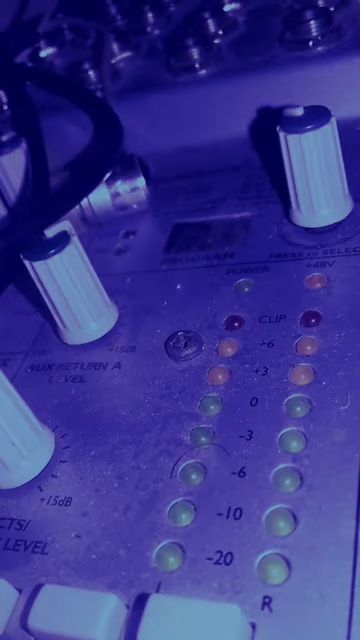 PROGRAM
PRESS to SELEC
POWER
+48V
CLIP
+6
+3
0
-3
-6
-10
-20
L
R
+15dB
AUX RETURN A
LEVEL
+15dB
CTS/
LEVEL